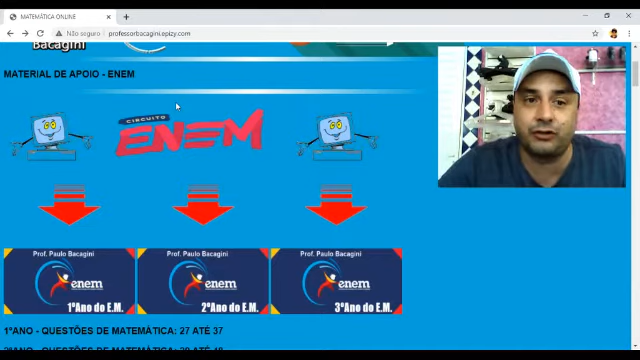 MATEMÁTICA ONLINE
Não seguro professorbacagini.epizy.com
Bacagini
MATERIAL DE APOIO - ENEM
CIRCUITO
ENEM
Prof. Paulo Bacagini
enem
1ºAno do E.M.
Prof. Paulo Bacagini
enem
2ºAno do E.M.
Prof. Paulo Bacagini
enem
3ºAno do E.M.
1ºANO - QUESTÕES DE MATEMÁTICA: 27 ATÉ 37